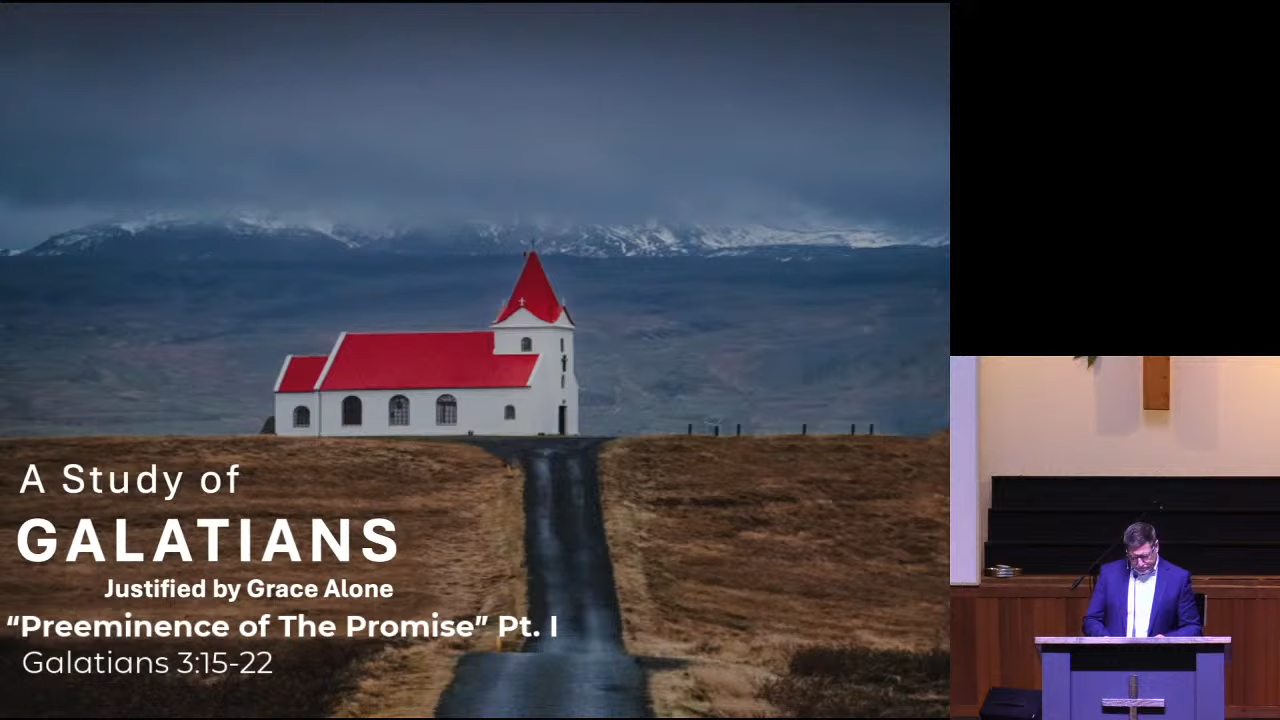 A Study of
GALATIANS
Justified by Grace Alone
“Preeminence of The Promise” Pt. I
Galatians 3:15-22